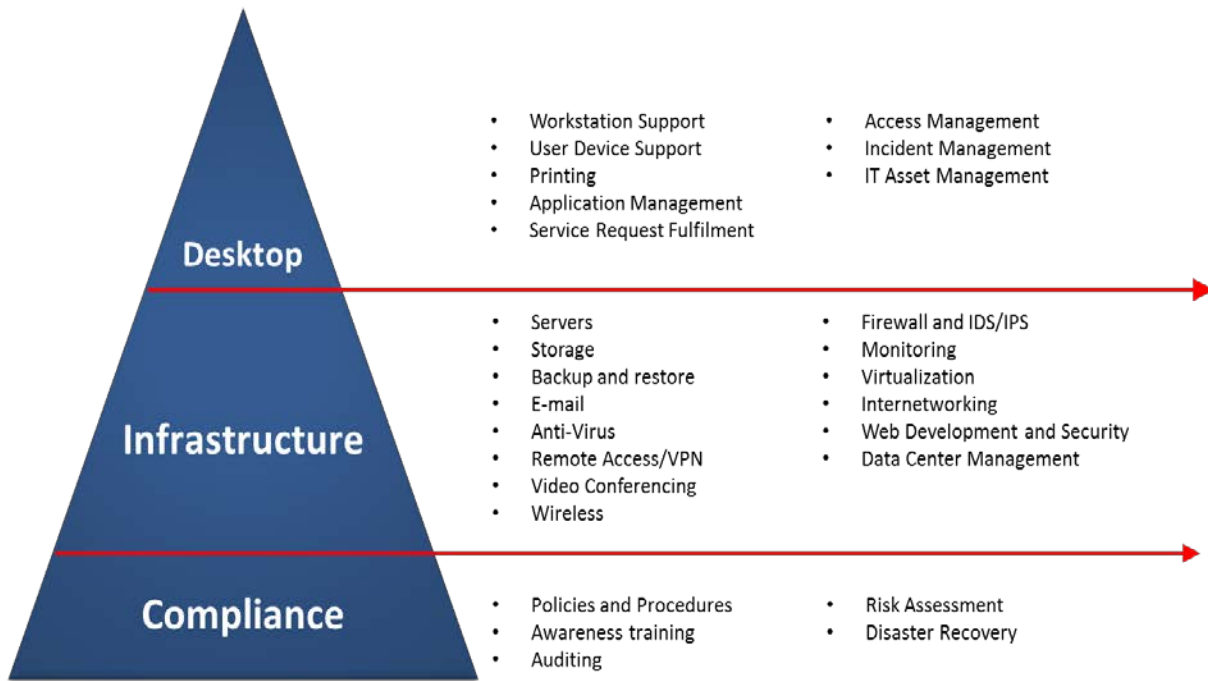 Desktop
• Workstation Support
• User Device Support
• Printing
• Application Management
• Service Request Fulfilment
• Access Management
• Incident Management
• IT Asset Management
Infrastructure
• Servers
• Storage
• Backup and restore
• E-mail
• Anti-Virus
• Remote Access/VPN
• Video Conferencing
• Wireless
• Firewall and IDS/IPS
• Monitoring
• Virtualization
• Internetworking
• Web Development and Security
• Data Center Management
Compliance
• Policies and Procedures
• Awareness training
• Auditing
• Risk Assessment
• Disaster Recovery